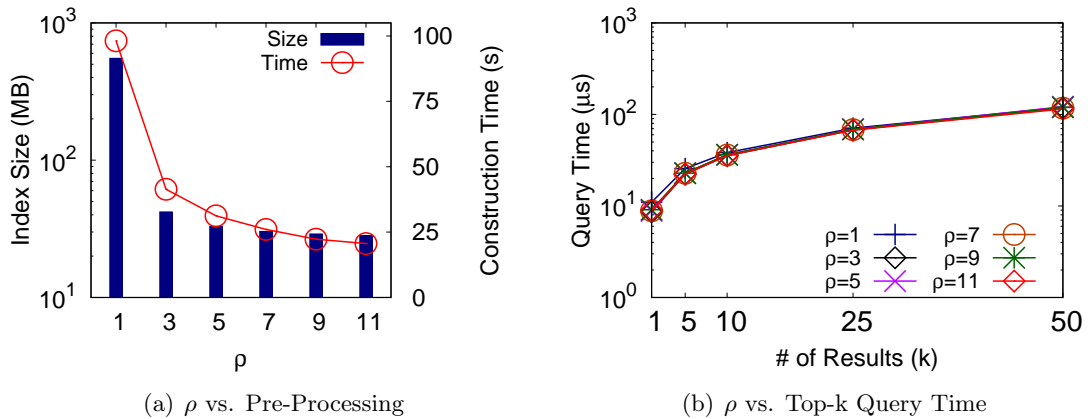 10³
10²
10¹
Index Size (MB)
Size
Time
100
75
50
25
0
Construction Time (s)
1 3 5 7 9 11
ρ
(a) ρ vs. Pre-Processing
10³
10²
10¹
10⁰
Query Time (μs)
ρ=1 ρ=7
ρ=3 ρ=9
ρ=5 ρ=11
1 5 10 25 50
# of Results (k)
(b) ρ vs. Top-k Query Time